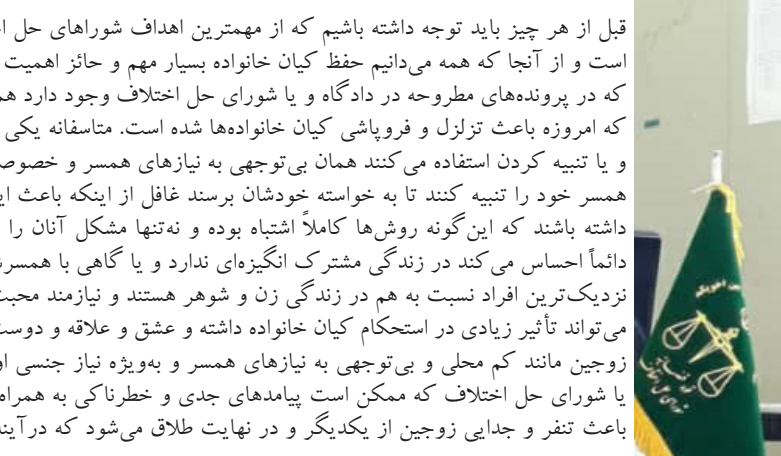 قبل از هر چیز باید توجه داشته باشیم که از مهمترین اهداف شوراهای حل
است و از آنجا که همه می‌دانیم حفظ کیان خانواده بسیار مهم و حائز اهمیت
که در پرونده‌های مطروحه در دادگاه و یا شورای حل اختلاف وجود دارد
که امروزه باعث تزلزل و فروپاشی کیان خانواده‌ها شده است. متاسفانه یکی
و یا تنبیه کردن استفاده می‌کنند همان بی‌توجهی به نیازهای همسر و
همسر خود را تنبیه کنند تا به خواسته خودشان برسند غافل از اینکه باعث
داشته باشند که این‌گونه روش‌ها کاملاً اشتباه بوده و نه‌تنها مشکل آنان را
دائماً احساس می‌کند در زندگی مشترک انگیزه‌ای ندارد و یا گاهی با
نزدیک‌ترین افراد نسبت به هم در زندگی زن و شوهر هستند و نیازمند
می‌تواند تأثیر زیادی در استحکام کیان خانواده داشته و عشق و علاقه و
زوجین مانند کم محلی و بی‌توجهی به نیازهای همسر و به‌ویژه نیاز جنسی
یا شورای حل اختلاف که ممکن است پیامدهای جدی و خطرناکی به همراه
باعث تنفر و جدایی زوجین از یکدیگر و در نهایت طلاق می‌شود که